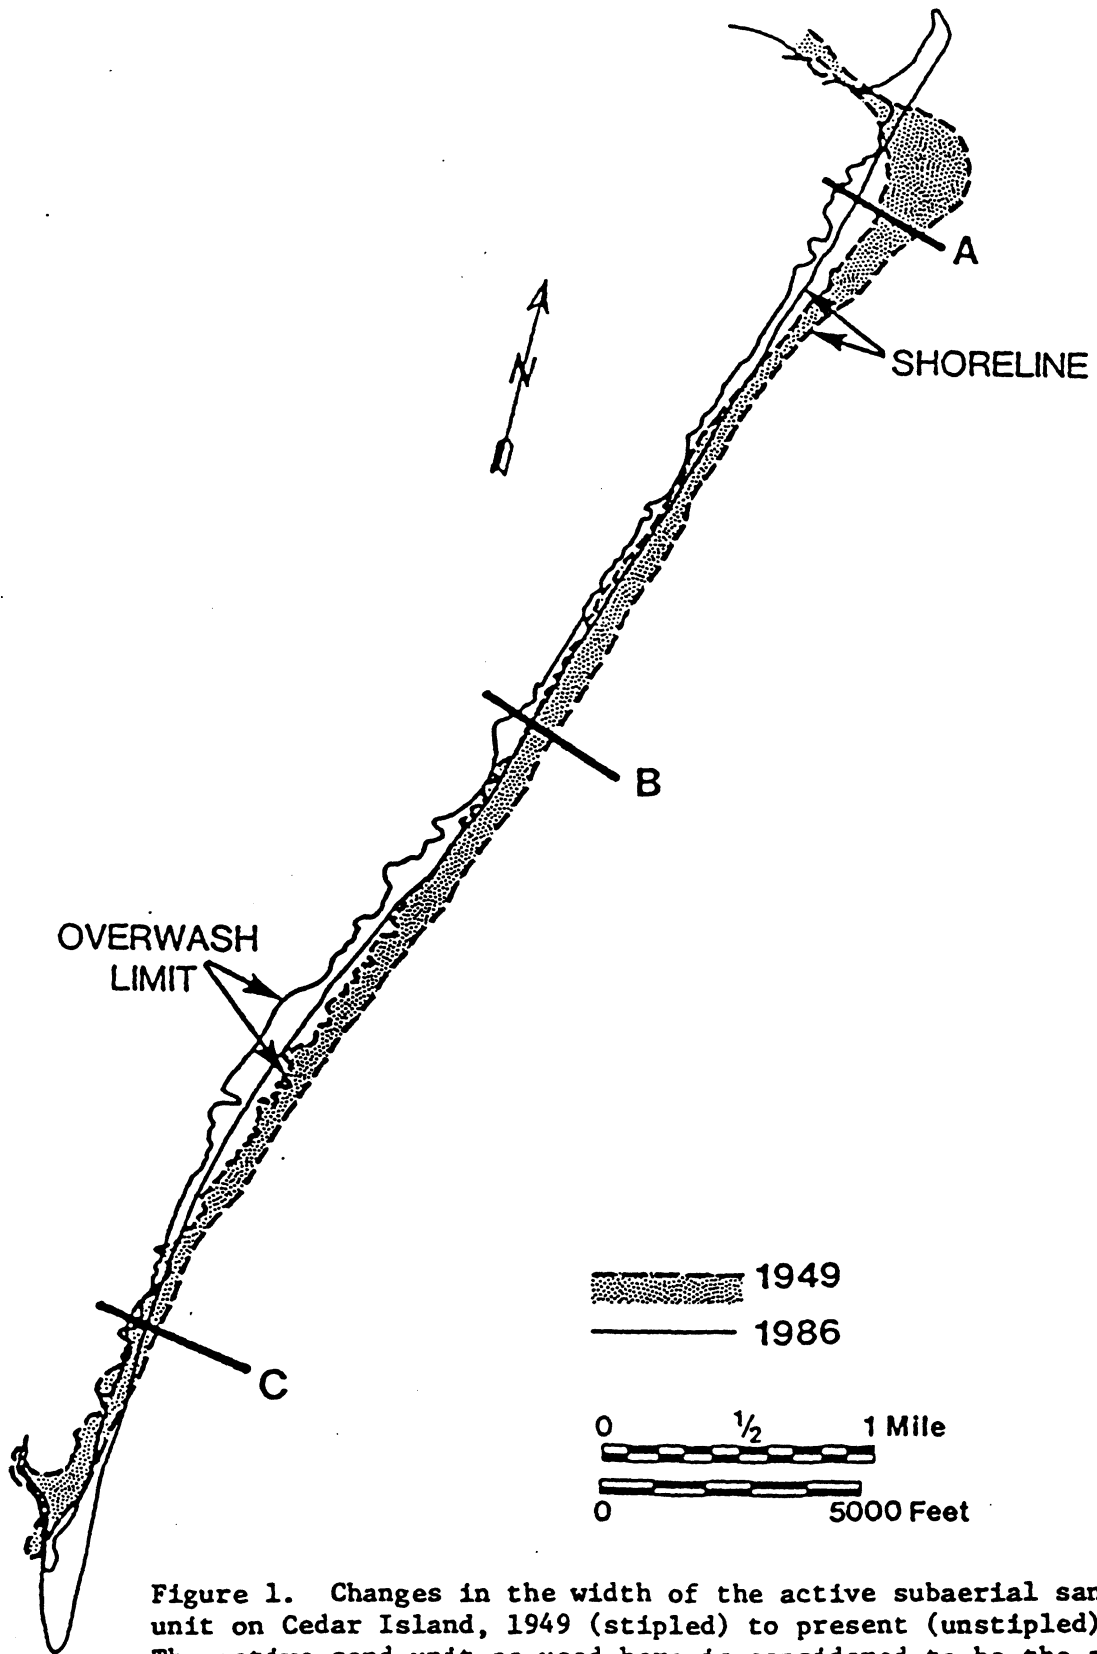 A
SHORELINE
N
B
OVERWASH
LIMIT
1949
1986
C
0 ½ 1 Mile
0 5000 Feet
Figure 1. Changes in the width of the active subaerial
unit on Cedar Island, 1949 (stipled) to present (unstipled)